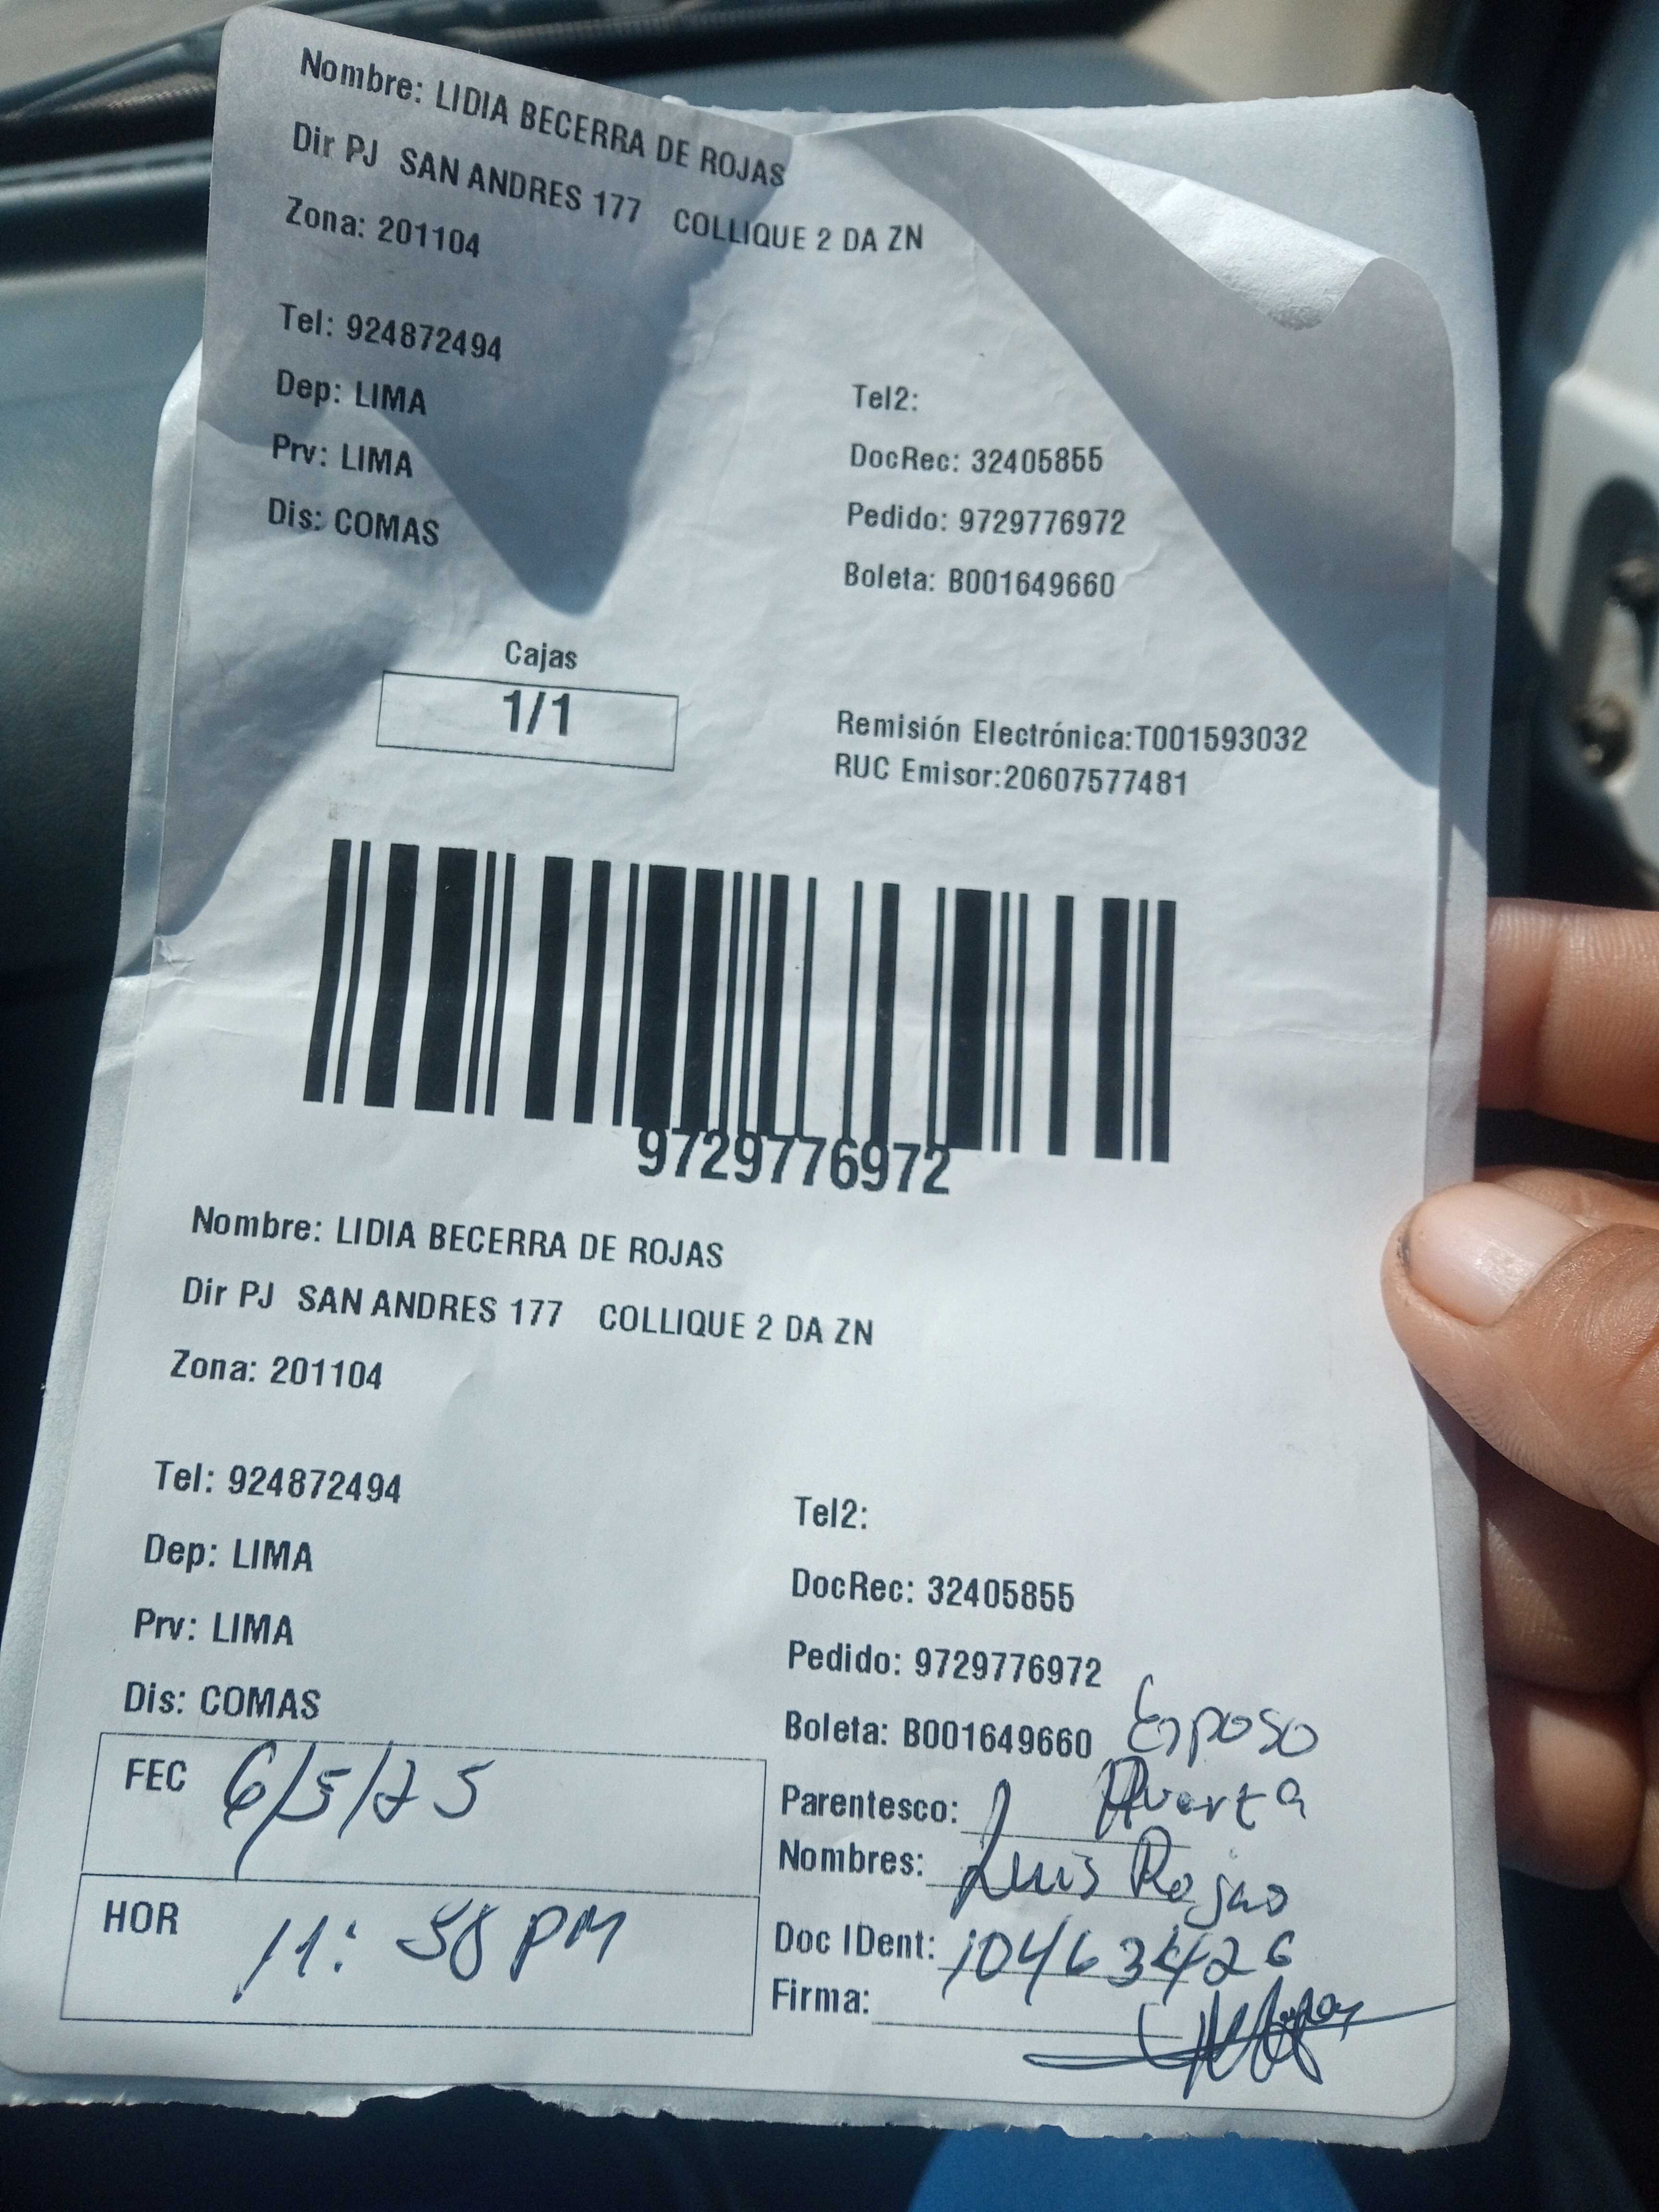 Nombre: LIDIA BECERRA DE ROJAS
Dir PJ SAN ANDRES 177 COLLIQUE 2 DA ZN
Zona: 201104
Tel: 924872494
Dep: LIMA
Prv: LIMA
Dis: COMAS
Tel2:
DocRec: 32405855
Pedido: 9729776972
Boleta: B001649660
Cajas
1/1
Remisión Electrónica:T001593032
RUC Emisor:20607577481
9729776972
Nombre: LIDIA BECERRA DE ROJAS
Dir PJ SAN ANDRES 177 COLLIQUE 2 DA ZN
Zona: 201104
Tel: 924872494
Dep: LIMA
Prv: LIMA
Dis: COMAS
Tel2:
DocRec: 32405855
Pedido: 9729776972
Boleta: B001649660
Esposo
FEC 6/5/25
HOR 11:58 PM
Parentesco: Huerta
Nombres: Luis Rojas
Doc IDent: 10463426
Firma: